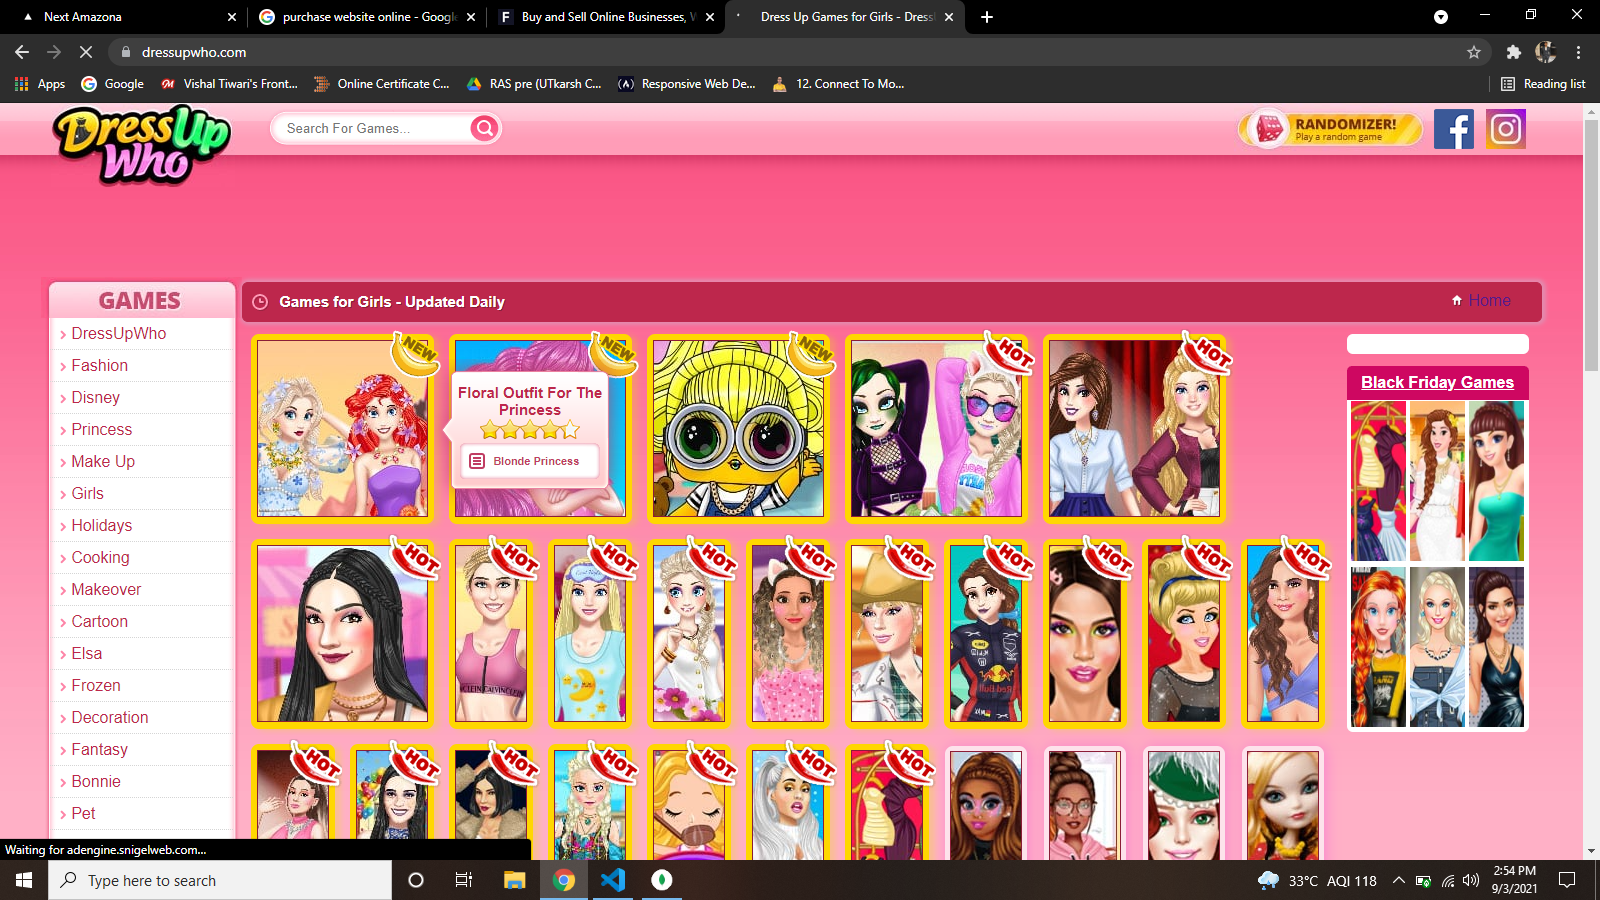 Next Amazona
purchase website online - Google
Buy and Sell Online Businesses, W
Dress Up Games for Girls - Dress
dressupwho.com
Apps
Google
Vishal Tiwari's Front...
Online Certificate C...
RAS pre (UTkarsh C...
Responsive Web De...
12. Connect To Mo...
Reading list
DressUp
Who
Search For Games...
RANDOMIZER!
Play a random game
GAMES
Games for Girls - Updated Daily
Home
DressUpWho
Fashion
Disney
Princess
Make Up
Girls
Holidays
Cooking
Makeover
Cartoon
Elsa
Frozen
Decoration
Fantasy
Bonnie
Pet
NEW
NEW
NEW
HOT
HOT
Floral Outfit For The
Princess
Blonde Princess
Black Friday Games
HOT
HOT
HOT
HOT
HOT
HOT
HOT
HOT
HOT
HOT
Red Bull
HOT
HOT
HOT
HOT
HOT
HOT
HOT
Waiting for adengine.snigelweb.com...
Type here to search
33°C AQI 118
2:54 PM
9/3/2021